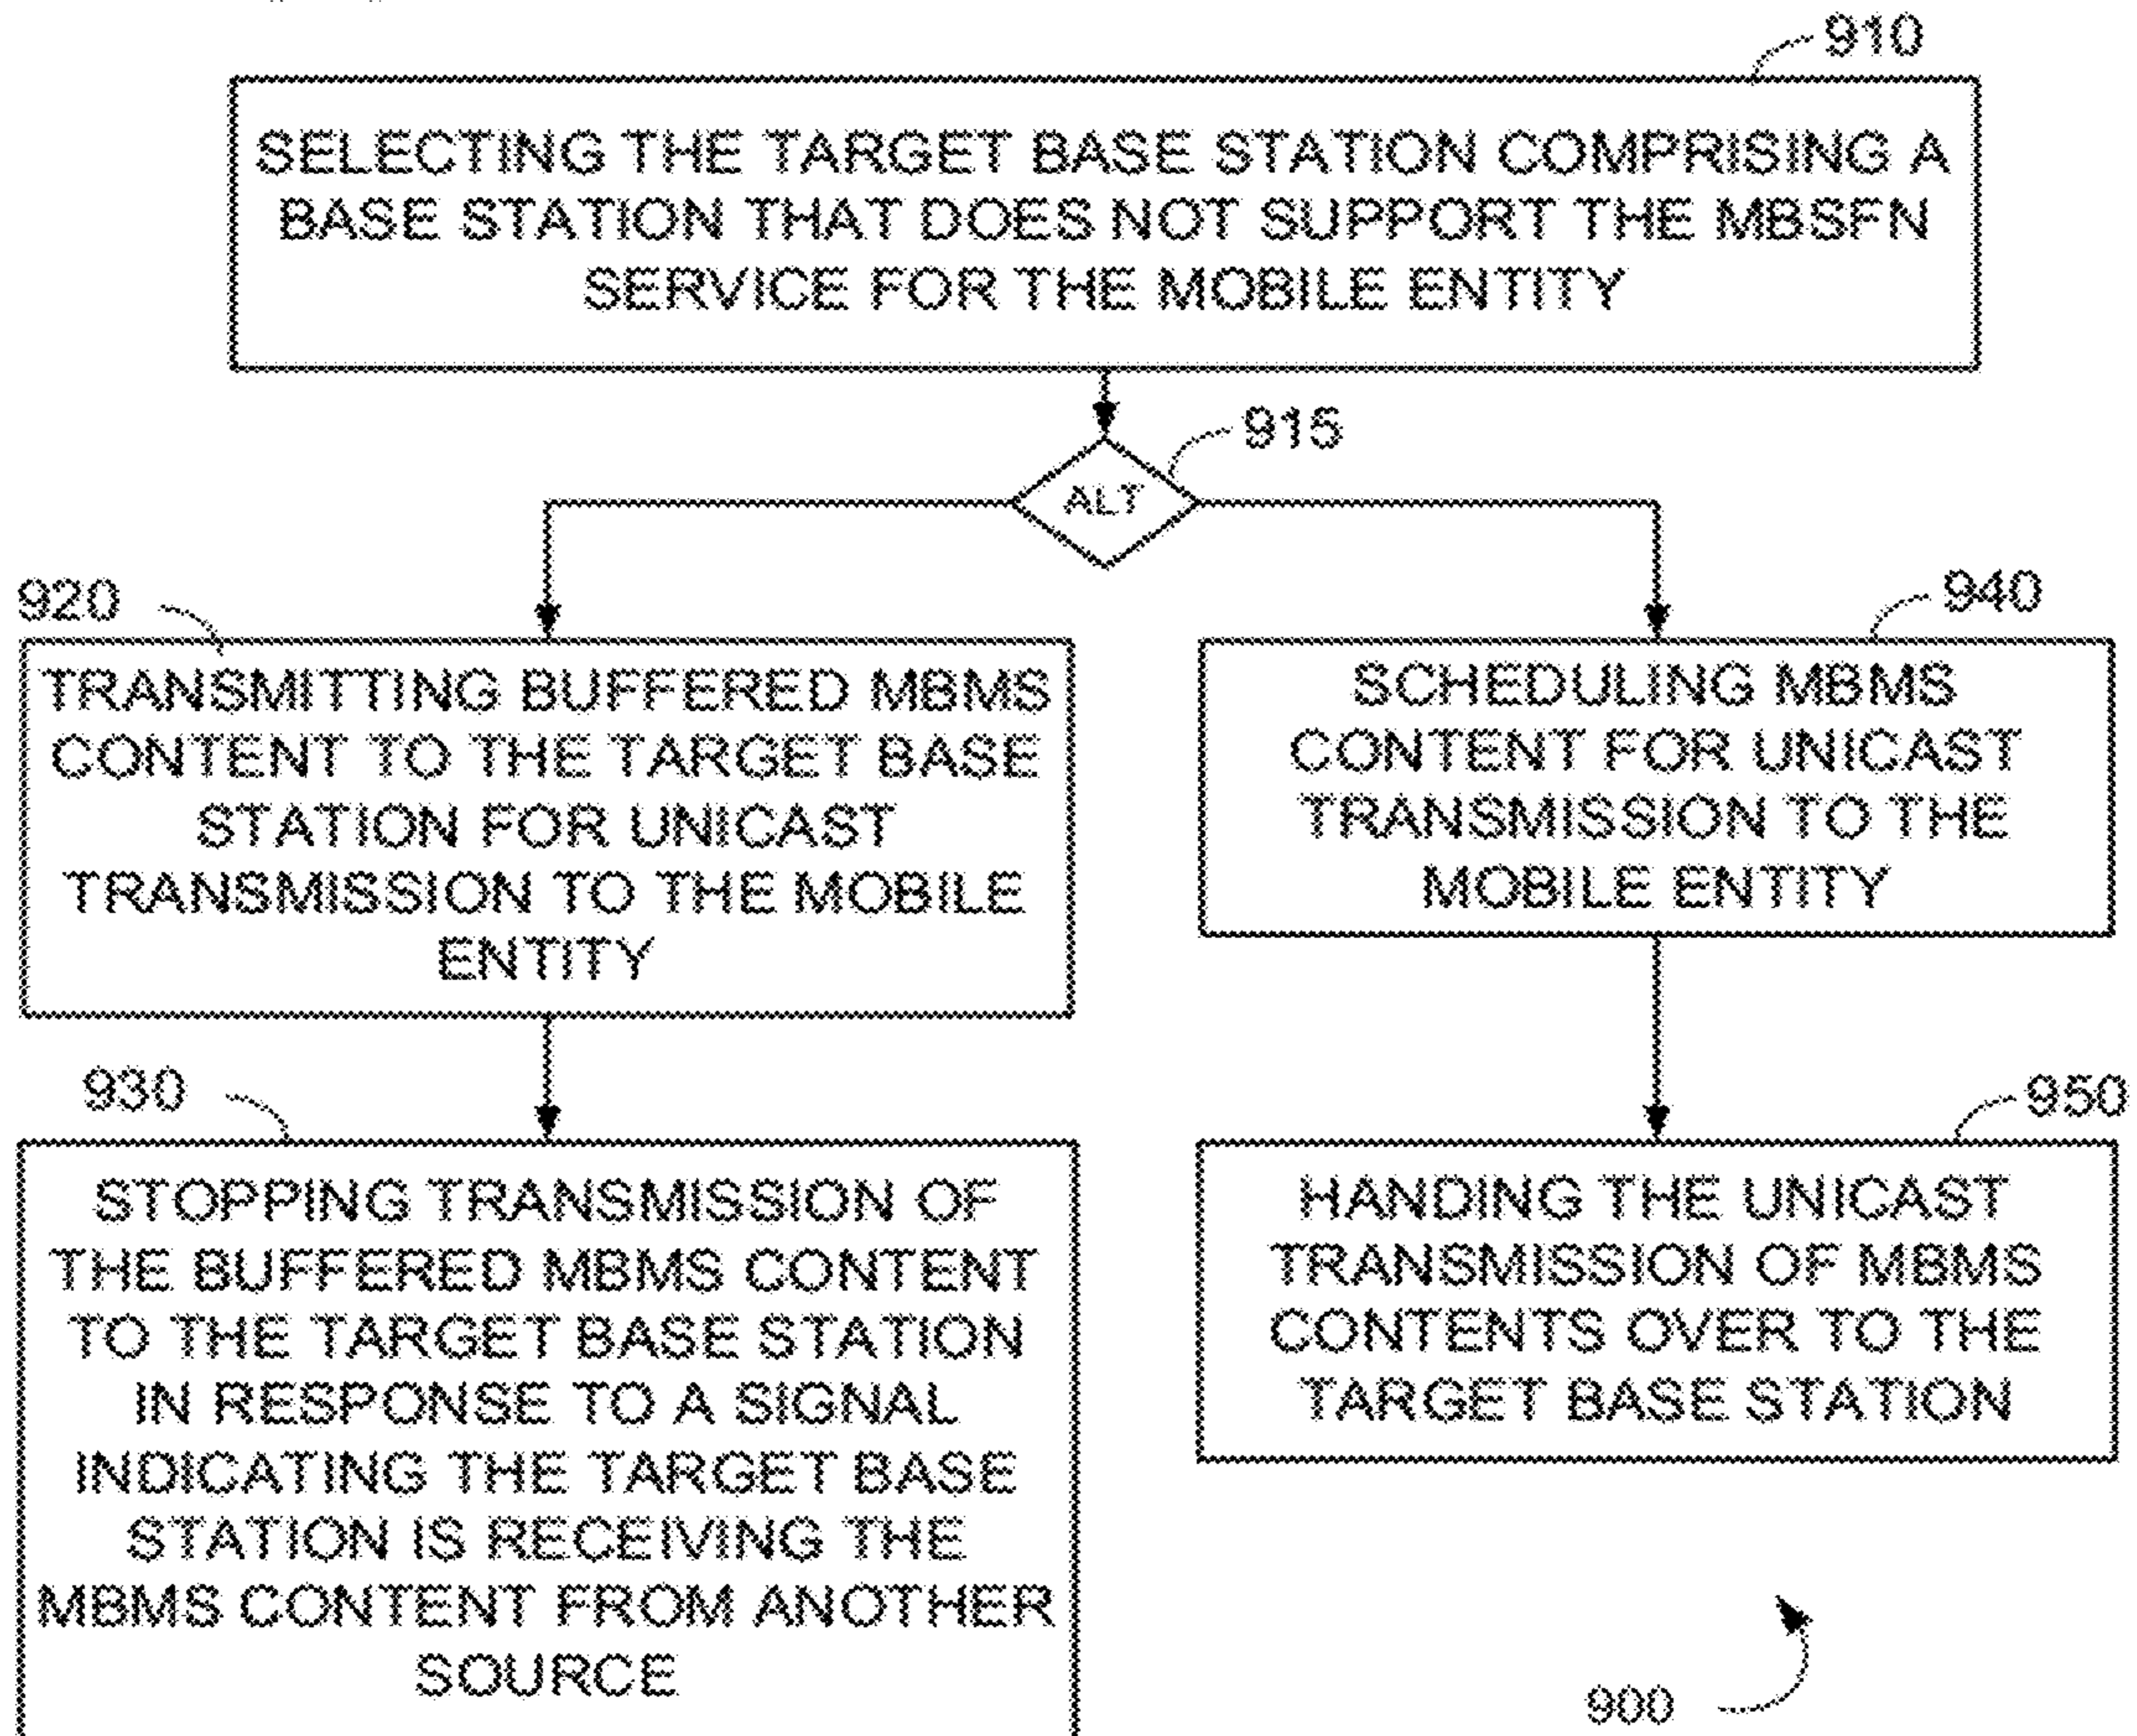 910
SELECTING THE TARGET BASE STATION COMPRISING A
BASE STATION THAT DOES NOT SUPPORT THE MBSFN
SERVICE FOR THE MOBILE ENTITY
915
ALT
920
TRANSMITTING BUFFERED MBMS
CONTENT TO THE TARGET BASE
STATION FOR UNICAST
TRANSMISSION TO THE MOBILE
ENTITY
940
SCHEDULING MBMS
CONTENT FOR UNICAST
TRANSMISSION TO THE
MOBILE ENTITY
930
STOPPING TRANSMISSION OF
THE BUFFERED MBMS CONTENT
TO THE TARGET BASE STATION
IN RESPONSE TO A SIGNAL
INDICATING THE TARGET BASE
STATION IS RECEIVING THE
MBMS CONTENT FROM ANOTHER
SOURCE
950
HANDING THE UNICAST
TRANSMISSION OF MBMS
CONTENTS OVER TO THE
TARGET BASE STATION
900